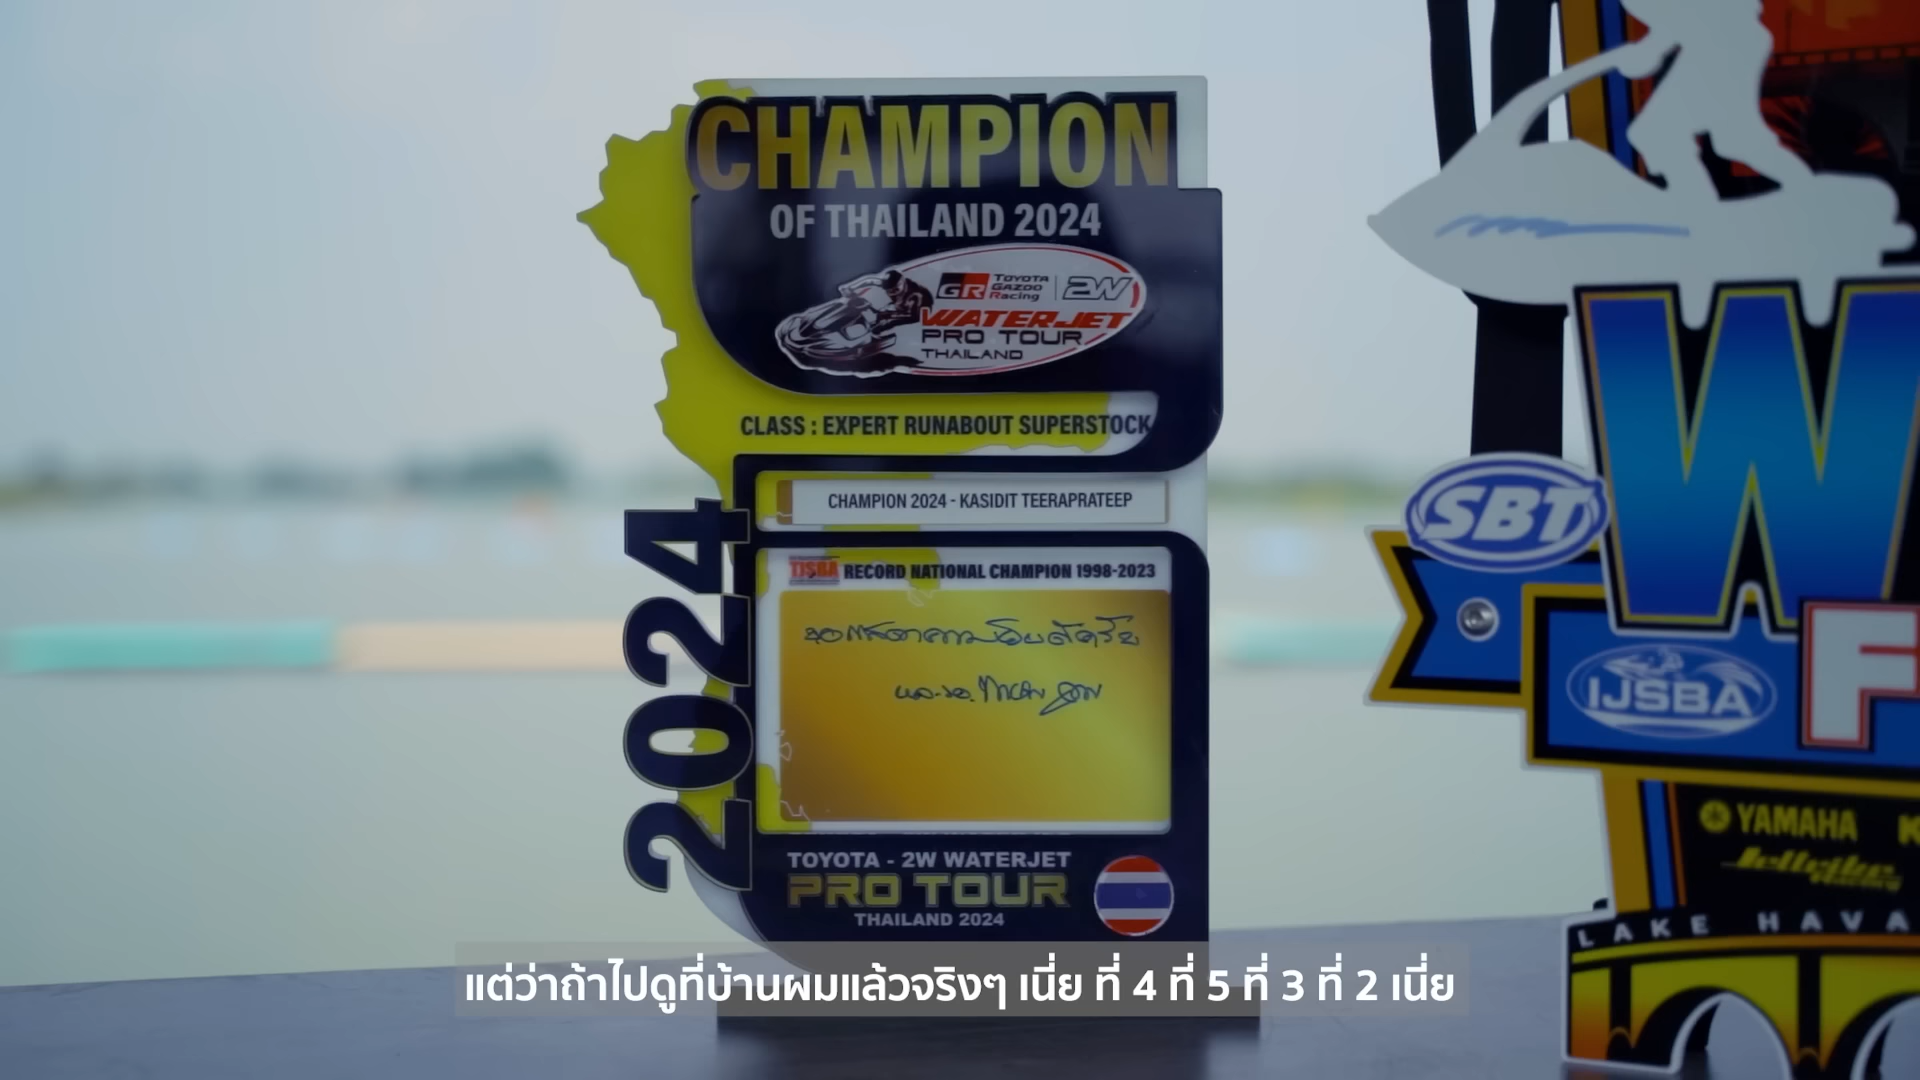 CHAMPION
OF THAILAND 2024
GR TOYOTA GAZOO Racing 2W
WATERJET
PRO TOUR
THAILAND
CLASS : EXPERT RUNABOUT SUPERSTOCK
CHAMPION 2024 - KASIDIT TEERAPRATEEP
TJSBA RECORD NATIONAL CHAMPION 1998-2023
2024
TOYOTA - 2W WATERJET
PRO TOUR
THAILAND 2024
W
SBT
IJSBA
F
YAMAHA K
LAKE HAVA
แต่ว่าถ้าไปดูที่บ้านผมแล้วจริงๆ เนี่ย ที่ 4 ที่ 5 ที่ 3 ที่ 2 เนี่ย